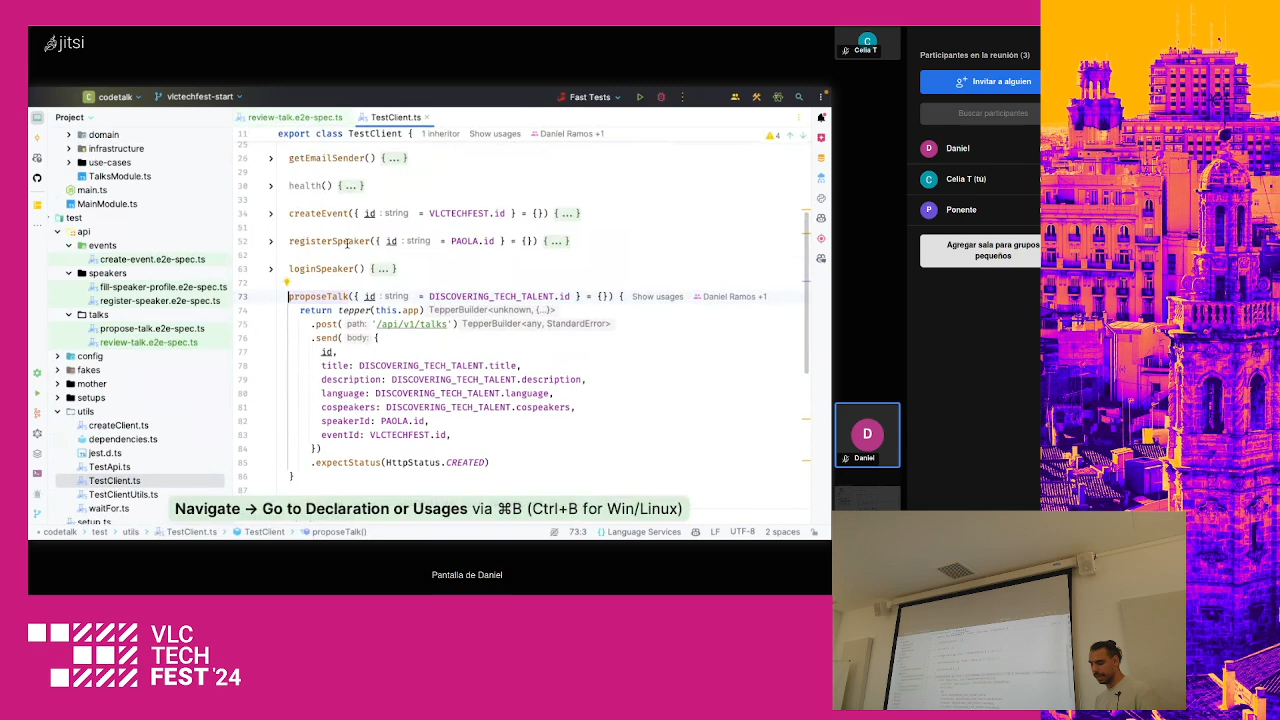 jitsi
codetalk
vlctechfest-start
Fast Tests
Project
review-talk.e2e-spec.ts
TestClient.ts
domain
infrastructure
use-cases
TalksModule.ts
main.ts
MainModule.ts
test
api
events
create-event.e2e-spec.ts
speakers
fill-speaker-profile.e2e-spec.ts
register-speaker.e2e-spec.ts
talks
propose-talk.e2e-spec.ts
review-talk.e2e-spec.ts
config
fakes
mother
setups
utils
createClient.ts
dependencies.ts
jest.d.ts
TestApi.ts
TestClient.ts
TestClientUtils.ts
waitFor.ts
setup.ts
11 export class TestClient { 1 inheritor Show usages Daniel Ramos +1
4
25
26 getEmailSender() {...}
29
30 health() {...}
33
34 createEvent({ id : string = VLCTECHFEST.id } = {}) {...}
51
52 registerSpeaker({ id : string = PAOLA.id } = {}) {...}
62
63 loginSpeaker() {...}
72
73 proposeTalk({ id : string = DISCOVERING_TECH_TALENT.id } = {}) { Show usages Daniel Ramos +1
74 return tepper(this.app) TepperBuilder<unknown, {...}>
75 .post( path: '/api/v1/talks') TepperBuilder<any, StandardError>
76 .send( body: {
77 id,
78 title: DISCOVERING_TECH_TALENT.title,
79 description: DISCOVERING_TECH_TALENT.description,
80 language: DISCOVERING_TECH_TALENT.language,
81 cospeakers: DISCOVERING_TECH_TALENT.cospeakers,
82 speakerId: PAOLA.id,
83 eventId: VLCTECHFEST.id,
84 })
85 .expectStatus(HttpStatus.CREATED)
86 }
87
Navigate → Go to Declaration or Usages via ⌘B (Ctrl+B for Win/Linux)
codetalk > test > utils > TestClient.ts > TestClient > proposeTalk()
73:3 {} Language Services LF UTF-8 2 spaces
Pantalla de Daniel
C
Celia T
D
Daniel
Participantes en la reunión (3)
Invitar a alguien
Buscar participantes
D Daniel
C Celia T (tú)
P Ponente
Agregar sala para grupos
pequeños
VLC
TECH
FEST '24